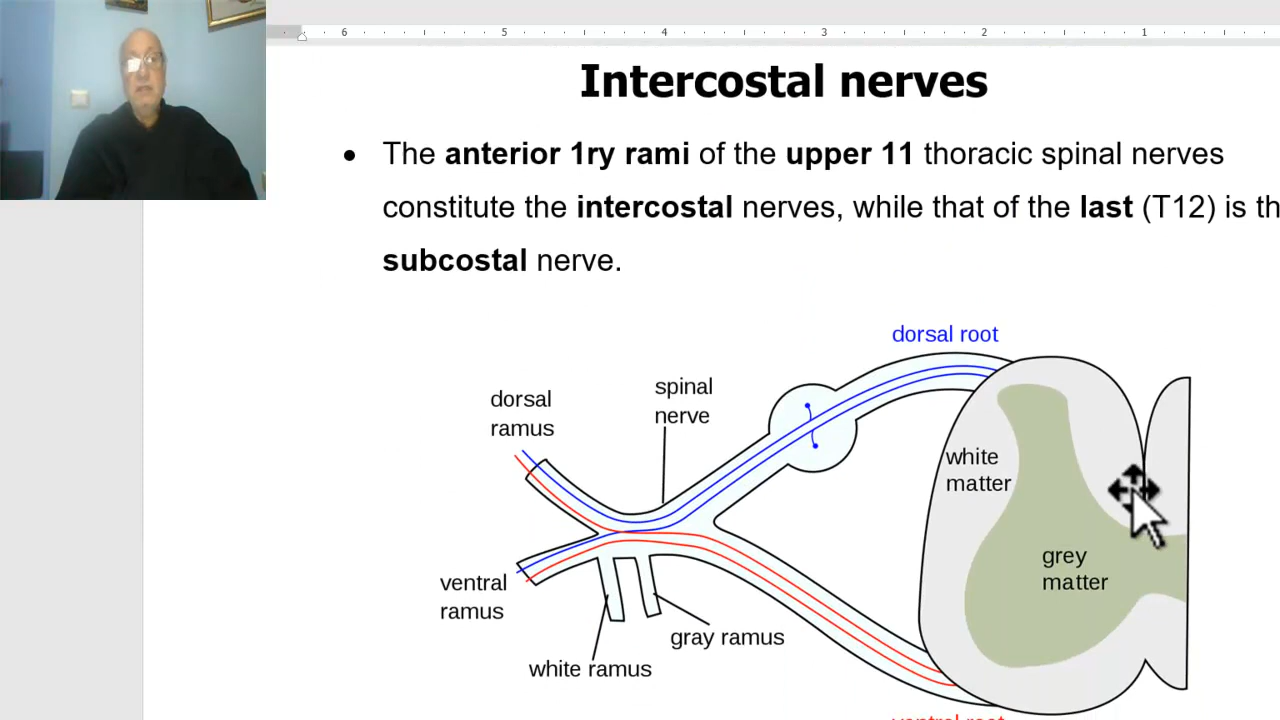 6 5 4 3 2 1
Intercostal nerves
• The anterior 1ry rami of the upper 11 thoracic spinal nerves
constitute the intercostal nerves, while that of the last (T12) is th
subcostal nerve.
dorsal root
spinal
nerve
dorsal
ramus
white
matter
grey
matter
ventral
ramus
gray ramus
white ramus
ventral root